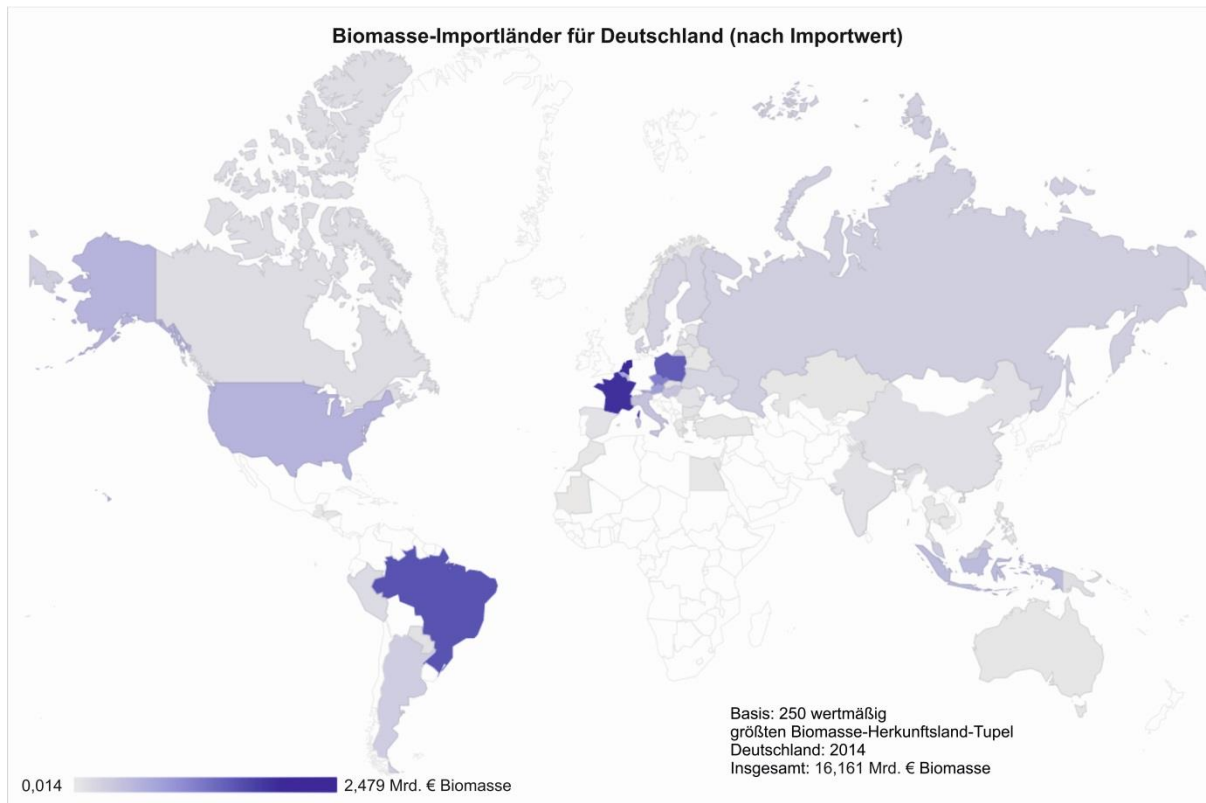 Biomasse-Importländer für Deutschland (nach Importwert)
Basis: 250 wertmäßig
größten Biomasse-Herkunftsland-Tupel
Deutschland: 2014
Insgesamt: 16,161 Mrd. € Biomasse
0,014 2,479 Mrd. € Biomasse